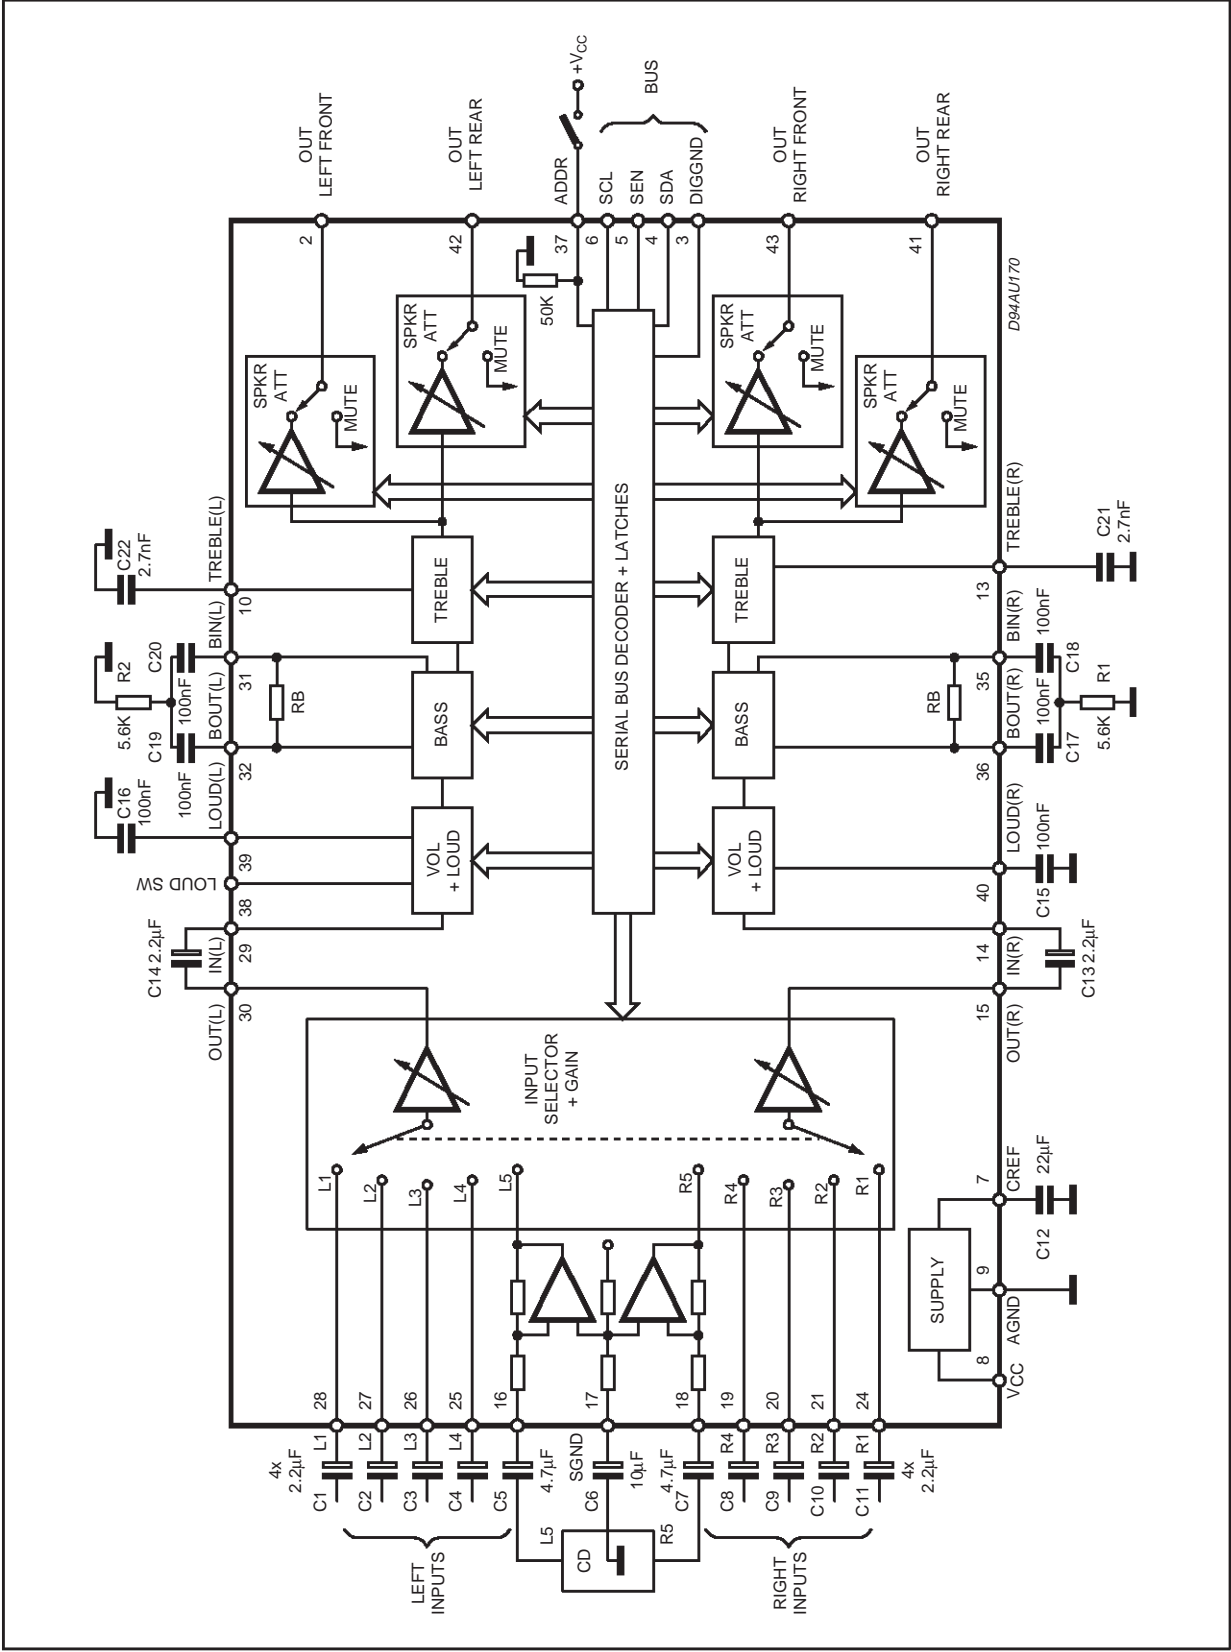 4x
2.2µF
C1
L1
28
L1
C2
L2
27
L2
C3
L3
26
L3
C4
L4
25
L4
C5
4.7µF
16
L5
SGND
C6
10µF
17
C7
4.7µF
18
R5
C8
R4
19
R4
C9
R3
20
R3
C10
R2
21
R2
C11
R1
24
R1
4x
2.2µF
LEFT
INPUTS
L5
CD
R5
RIGHT
INPUTS
INPUT
SELECTOR
+ GAIN
SUPPLY
8
VCC
9
AGND
7
CREF
C12
22µF
OUT(L)
30
C14 2.2µF
IN(L)
29
38
LOUD SW
39
LOUD(L)
C16
100nF
32
BOUT(L)
C19
100nF
5.6K
R2
C20
100nF
31
BIN(L)
RB
10
TREBLE(L)
C22
2.7nF
VOL
+ LOUD
BASS
TREBLE
SPKR
ATT
MUTE
2
OUT
LEFT FRONT
SPKR
ATT
MUTE
42
OUT
LEFT REAR
SERIAL BUS DECODER + LATCHES
50K
37
ADDR
+VCC
6
SCL
5
SEN
4
SDA
3
DIGGND
BUS
VOL
+ LOUD
BASS
TREBLE
SPKR
ATT
MUTE
43
OUT
RIGHT FRONT
SPKR
ATT
MUTE
41
OUT
RIGHT REAR
15
OUT(R)
C13 2.2µF
14
IN(R)
40
LOUD(R)
C15
100nF
36
BOUT(R)
C17
100nF
5.6K
R1
C18
100nF
35
BIN(R)
RB
13
TREBLE(R)
C21
2.7nF
D94AU170